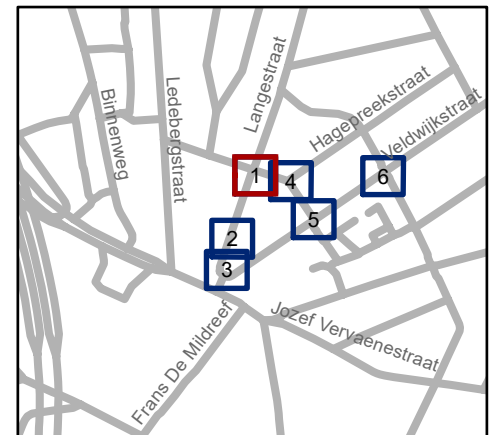 Binnenweg
Ledebergstraat
Langestraat
Hagepreekstraat
Veldwijkstraat
1
4
6
5
2
3
Jozef Vervaenestraat
Frans De Mildreef